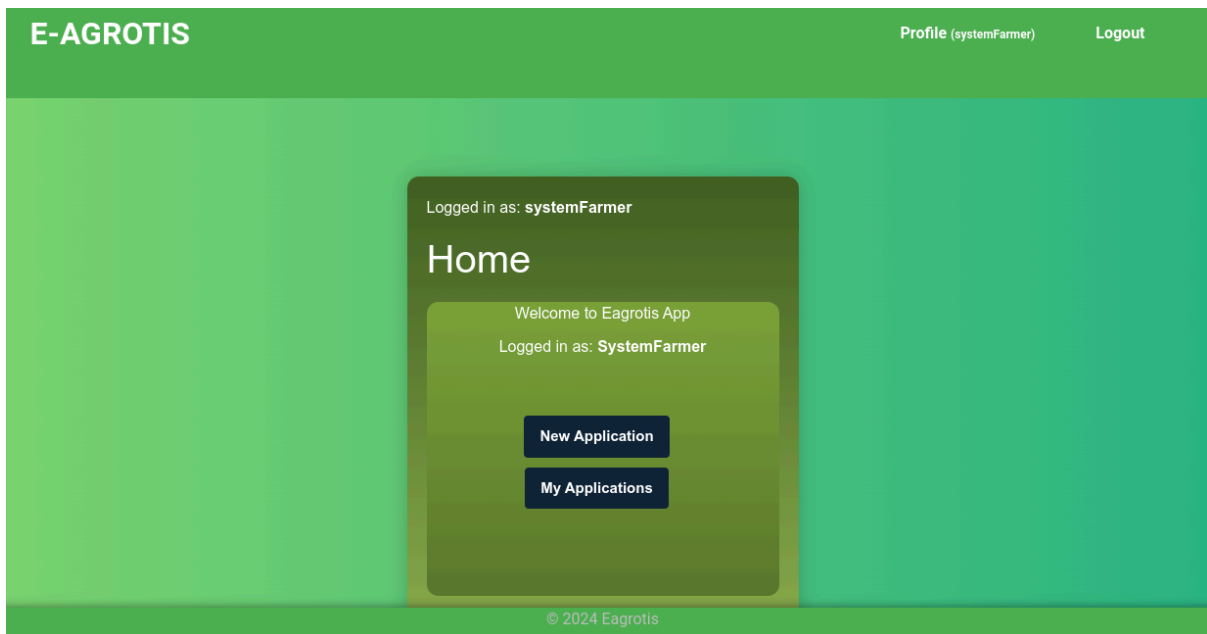 E-AGROTIS
Profile (systemFarmer) Logout
Logged in as: systemFarmer
Home
Welcome to Eagrotis App
Logged in as: SystemFarmer
New Application
My Applications
© 2024 Eagrotis